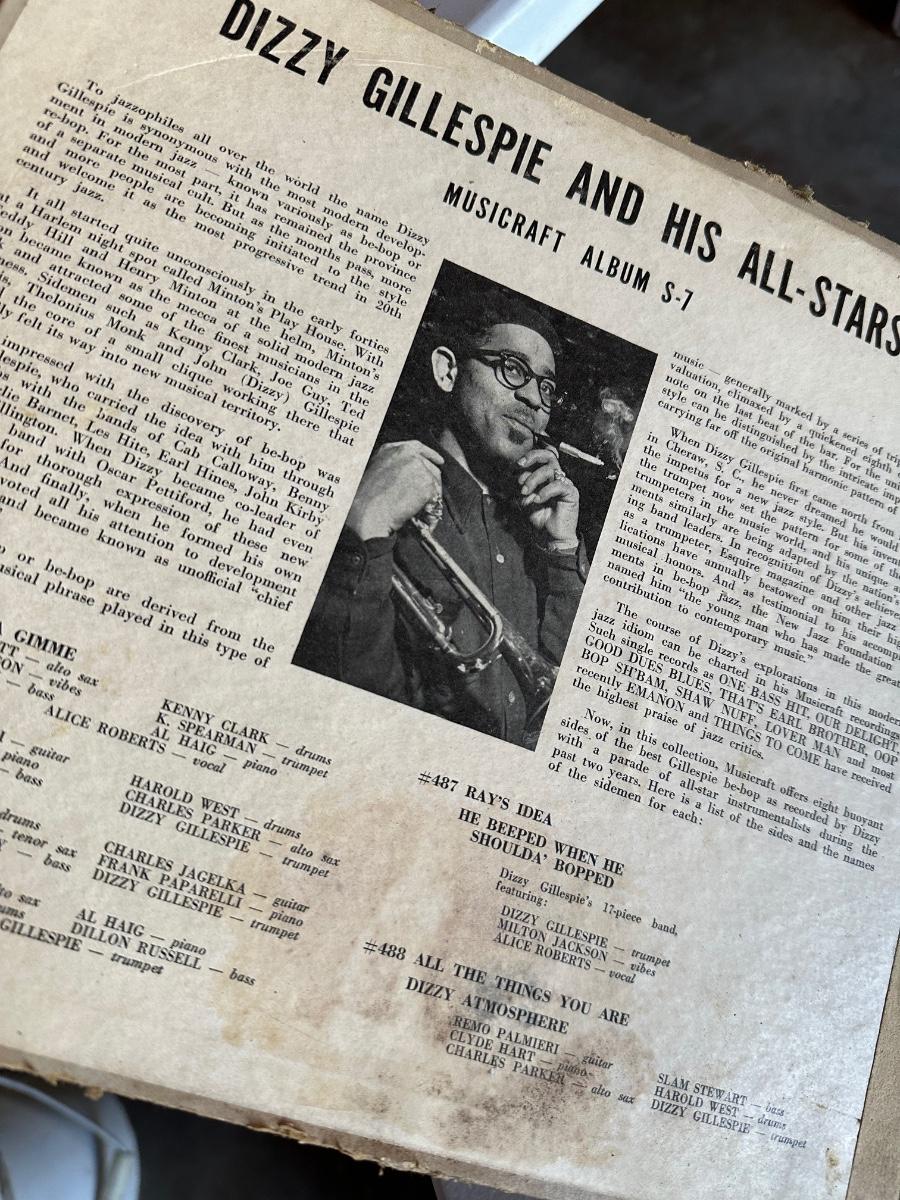 DIZZY GILLESPIE AND HIS ALL-STARS
MUSICRAFT ALBUM S-7
To jazzophiles all over the world the name Dizzy
Gillespie is synonymous with the most modern develop-
ment in modern jazz — known variously as be-bop or
re-bop. For the most part, it has remained the province
of a separate musical cult. But as the months pass, more
and more people are becoming initiated to the style
and welcome it as the most progressive trend in 20th
century jazz.
It all started quite unconsciously in the early forties
at a Harlem night spot called Minton's Play House. With
Teddy Hill and Henry Minton at the helm, Minton's
became known as the mecca of a solid modern jazz
and attracted some of the finest musicians in the
Sidemen such as Kenny Clark, Joe Guy, Ted
Thelonius Monk and John (Dizzy) Gillespie
the core of a small clique working there that
felt its way into new musical territory.
impressed with the discovery of be-bop was
who carried the idea with him through
with the bands of Cab Calloway, Benny
Barnet, Les Hite, Earl Hines, John Kirby
When Dizzy became co-leader of
band with Oscar Pettiford, he had even
for thorough expression of these new
And finally, when he formed his own
all his attention to development
and became known as unofficial "chief
or be-bop are derived from the
musical phrase played in this type of
music — generally marked by a series of
valuation, climaxed by a quickened eighth
note on the last beat of the bar. For the
style can be distinguished by the intricate
carrying far off the original harmonic pattern of
When Dizzy Gillespie first came north from
in Cheraw, S. C., he never dreamed he would
the impetus for a new jazz style. But his
the trumpet now set the pattern for some of the
trumpeters in the music world, and his unique
ments similarly are being adapted by the nation's
ing band leaders. In recognition of Dizzy's
as a trumpeter, Esquire magazine and other jazz
lications have annually bestowed on him their
musical honors. And as testimonial to his
ments in be-bop jazz, the New Jazz Foundation
named him "the young man who has made the
contribution to contemporary music."
The course of Dizzy's explorations in this modern
jazz idiom can be charted in his Musicraft recordings.
Such single records as ONE BASS HIT, OUR DELIGHT,
GOOD DUES BLUES, THAT'S EARL BROTHER, OOP
BOP SH'BAM, SHAW NUFF, LOVER MAN and most
recently EMANON and THINGS TO COME have received
the highest praise of jazz critics.
Now, in this collection, Musicraft offers eight buoyant
sides of the best Gillespie be-bop as recorded by Dizzy
with a parade of all-star instrumentalists during the
past two years. Here is a list of the sides and the names
of the sidemen for each:
GIMME
— alto sax
— vibes
— bass
KENNY CLARK — drums
K. SPEARMAN — trumpet
AL HAIG — piano
ALICE ROBERTS — vocal
— guitar
piano
— bass
HAROLD WEST — drums
CHARLES PARKER — alto sax
DIZZY GILLESPIE — trumpet
drums
tenor sax
— bass
CHARLES JAGELKA — guitar
FRANK PAPARELLI — piano
DIZZY GILLESPIE — trumpet
sax
AL HAIG — piano
DILLON RUSSELL — bass
GILLESPIE — trumpet
#487 RAY'S IDEA
HE BEEPED WHEN HE
SHOULDA' BOPPED
Dizzy Gillespie's 17-piece band,
featuring:
DIZZY GILLESPIE — trumpet
MILTON JACKSON — vibes
ALICE ROBERTS — vocal
#488 ALL THE THINGS YOU ARE
DIZZY ATMOSPHERE
REMO PALMIERI — guitar
CLYDE HART — piano
CHARLES PARKER — alto sax
SLAM STEWART — bass
HAROLD WEST — drums
DIZZY GILLESPIE — trumpet